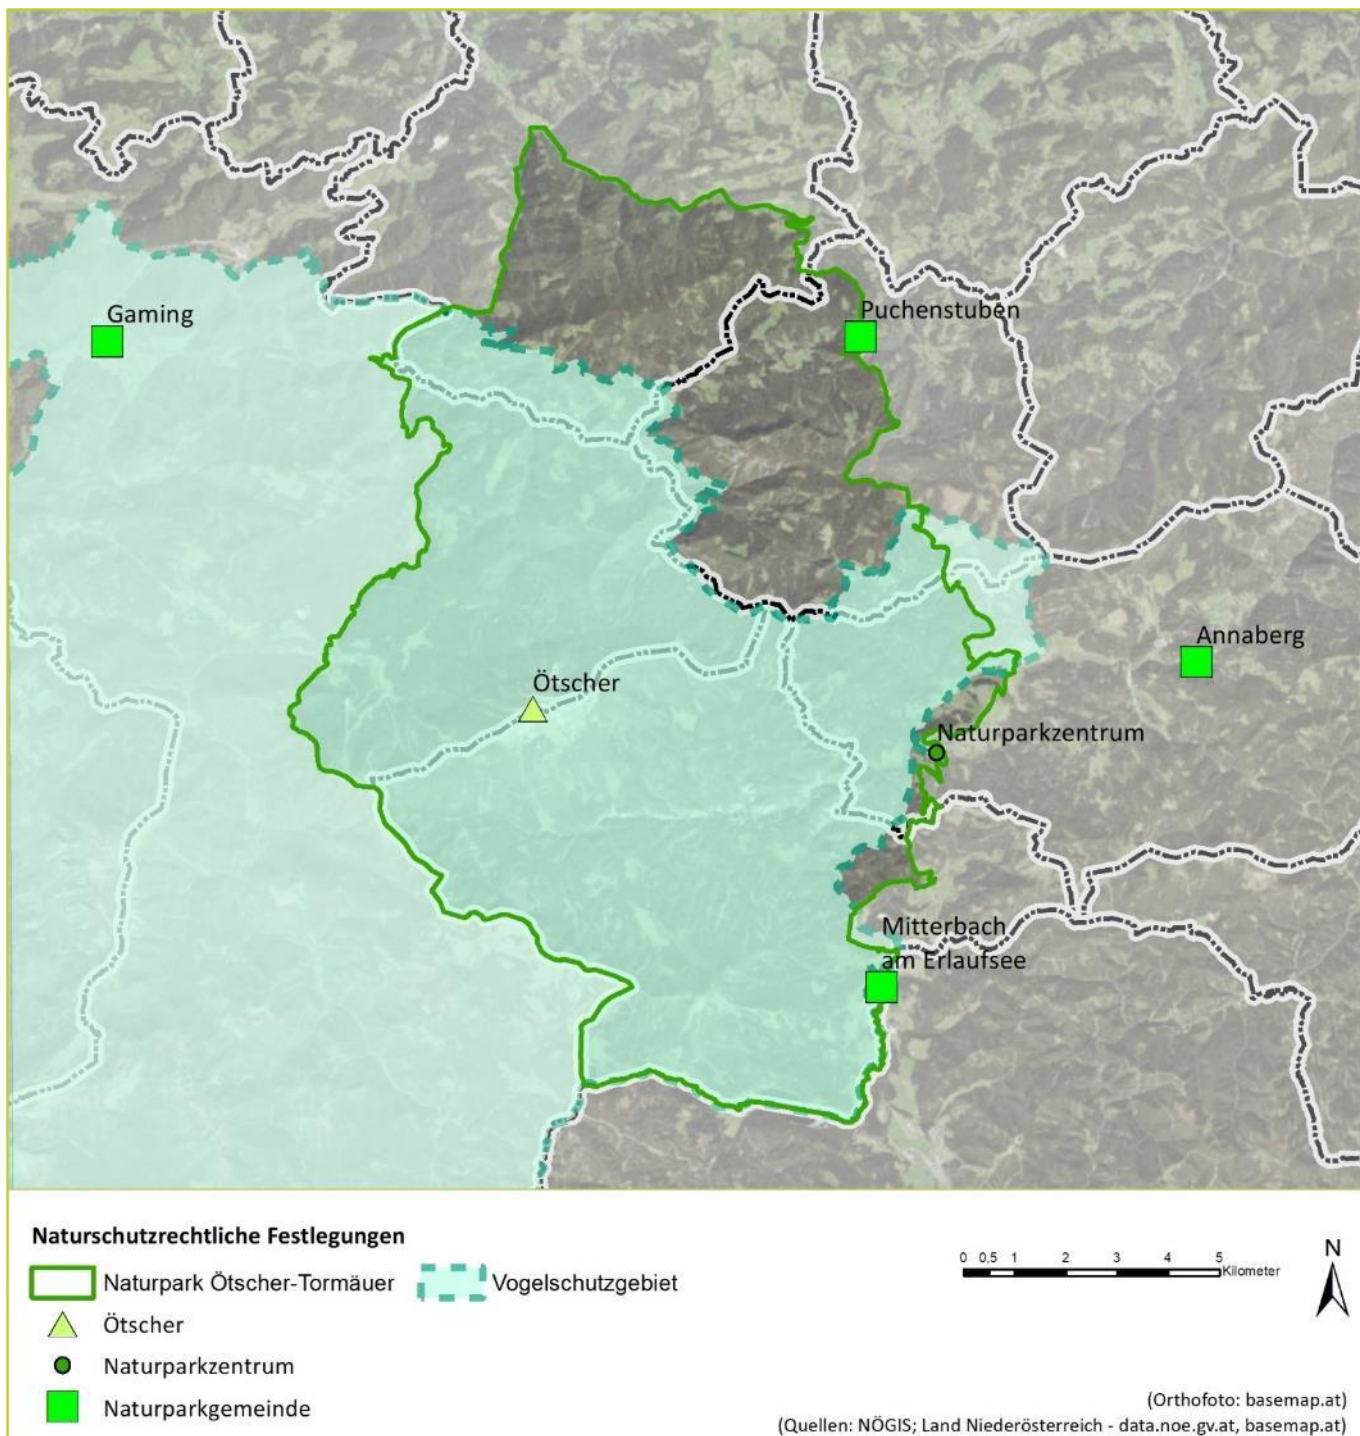 Gaming
Puchenstuben
Annaberg
Ötscher
Naturparkzentrum
Mitterbach
am Erlaufsee
Naturschutzrechtliche Festlegungen
Naturpark Ötscher-Tormäuer
Vogelschutzgebiet
Ötscher
Naturparkzentrum
Naturparkgemeinde
0 0,5 1 2 3 4 5
Kilometer
N
(Orthofoto: basemap.at)
(Quellen: NÖGIS; Land Niederösterreich - data.noe.gv.at, basemap.at)